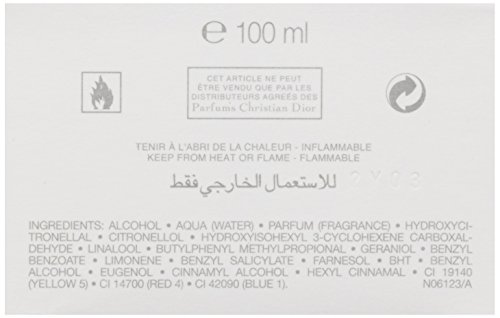 ℮ 100 ml
CET ARTICLE NE PEUT
ÊTRE VENDU QUE PAR LES
DISTRIBUTEURS AGRÉÉS DES
Parfums Christian Dior
TENIR À L'ABRI DE LA CHALEUR - INFLAMMABLE
KEEP FROM HEAT OR FLAME - FLAMMABLE
للاستعمال الخارجي فقط
INGREDIENTS: ALCOHOL • AQUA (WATER) • PARFUM (FRAGRANCE) • HYDROXYCI-
TRONELLAL • CITRONELLOL • HYDROXYISOHEXYL 3-CYCLOHEXENE CARBOXAL-
DEHYDE • LINALOOL • BUTYLPHENYL METHYLPROPIONAL • GERANIOL • BENZYL
BENZOATE • LIMONENE • BENZYL SALICYLATE • FARNESOL • BHT • BENZYL
ALCOHOL • EUGENOL • CINNAMYL ALCOHOL • HEXYL CINNAMAL • CI 19140
(YELLOW 5) • CI 14700 (RED 4) • CI 42090 (BLUE 1). N06123/A